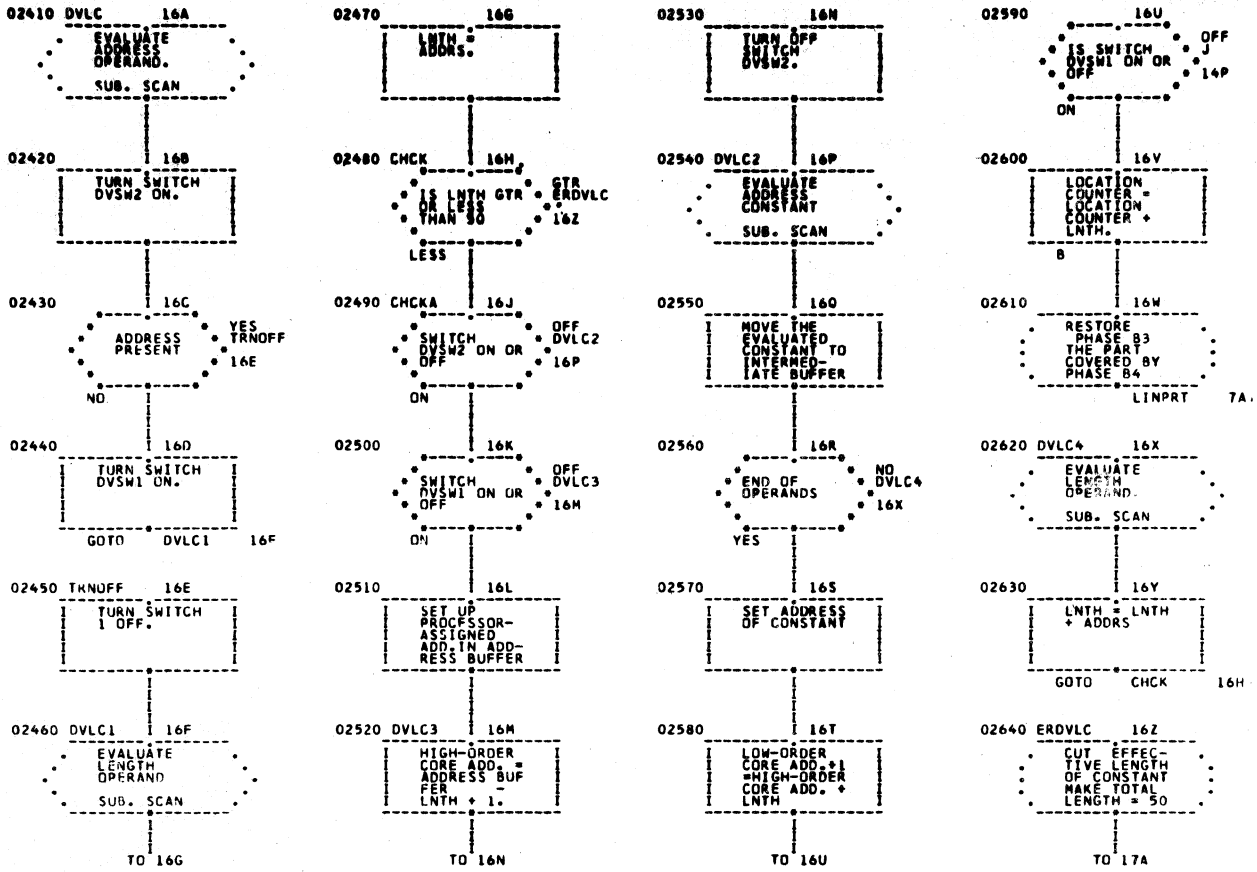 02410 DVLC 16A
EVALUATE
ADDRESS
OPERAND.
SUB. SCAN
02420 16B
TURN SWITCH
DVSW2 ON.
02430 16C
ADDRESS
PRESENT
YES
TRNOFF
16E
NO.
02440 16D
TURN SWITCH
DVSW1 ON.
GOTO DVLC1 16F
02450 TRNOFF 16E
TURN SWITCH
1 OFF.
02460 DVLC1 16F
EVALUATE
LENGTH
OPERAND
SUB. SCAN
TO 16G
02470 16G
LNTH =
ADDRS.
02480 CHCK 16H
IS LNTH GTR
OR LESS
THAN 50
GTR
ERDVLC
16Z
LESS
02490 CHCKA 16J
SWITCH
DVSW2 ON OR
OFF
OFF
DVLC2
16P
ON
02500 16K
SWITCH
DVSW1 ON OR
OFF
OFF
DVLC3
16M
ON
02510 16L
SET UP
PROCFSSOR-
ASSIGNED
ADD.IN ADD-
RESS BUFFER
02520 DVLC3 16M
HIGH-ORDER
CORE ADD. =
ADDRESS BUF
FER -
LNTH + 1.
TO 16N
02530 16N
TURN OFF
SWITCH
DVSW2.
02540 DVLC2 16P
EVALUATE
ADDRESS
CONSTANT
SUB. SCAN
02550 16Q
MOVE THE
EVALUATED
CONSTANT TO
INTERMED-
IATE BUFFER
02560 16R
END OF
OPERANDS
NO
DVLC4
16X
YES
02570 16S
SET ADDRESS
OF CONSTANT
02580 16T
LOW-ORDER
CORE ADD.+1
=HIGH-ORDER
CORE ADD. +
LNTH
TO 16U
02590 16U
IS SWITCH
DVSW1 ON OR
OFF
OFF
J
14P
ON
02600 16V
LOCATION
COUNTER =
LOCATION
COUNTER +
LNTH.
B
02610 16W
RESTORE
PHASE B3
THE PART
COVERED BY
PHASE B4
LINPRT 7A.
02620 DVLC4 16X
EVALUATE
LENGTH
OPERAND.
SUB. SCAN
02630 16Y
LNTH = LNTH
+ ADDRS
GOTO CHCK 16H
02640 ERDVLC 16Z
CUT EFFEC-
TIVE LENGTH
OF CONSTANT
MAKE TOTAL
LENGTH = 50
TO 17A